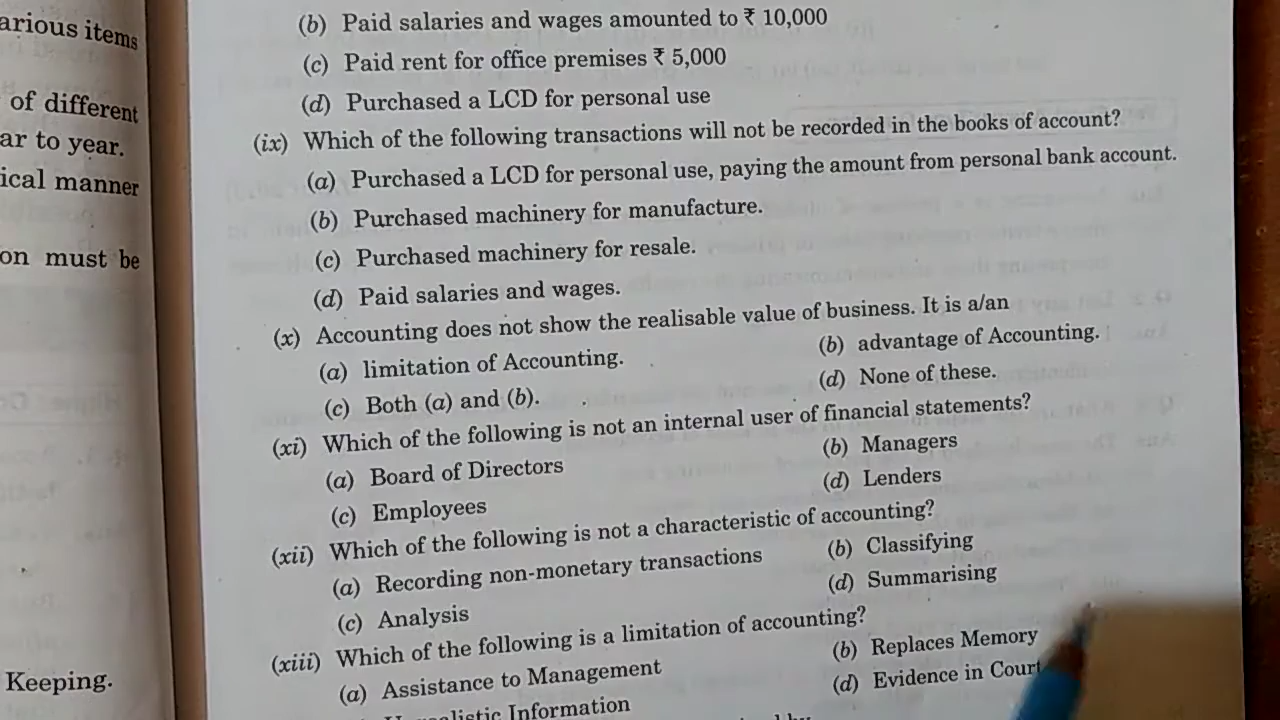 arious items
of different
ar to year.
ical manner
on must be
Keeping.
(b) Paid salaries and wages amounted to ₹ 10,000
(c) Paid rent for office premises ₹ 5,000
(d) Purchased a LCD for personal use
(ix) Which of the following transactions will not be recorded in the books of account?
(a) Purchased a LCD for personal use, paying the amount from personal bank account.
(b) Purchased machinery for manufacture.
(c) Purchased machinery for resale.
(d) Paid salaries and wages.
(x) Accounting does not show the realisable value of business. It is a/an
(a) limitation of Accounting. (b) advantage of Accounting.
(c) Both (a) and (b). (d) None of these.
(xi) Which of the following is not an internal user of financial statements?
(a) Board of Directors (b) Managers
(c) Employees (d) Lenders
(xii) Which of the following is not a characteristic of accounting?
(a) Recording non-monetary transactions (b) Classifying
(c) Analysis (d) Summarising
(xiii) Which of the following is a limitation of accounting?
(a) Assistance to Management (b) Replaces Memory
(d) Evidence in Court
Information